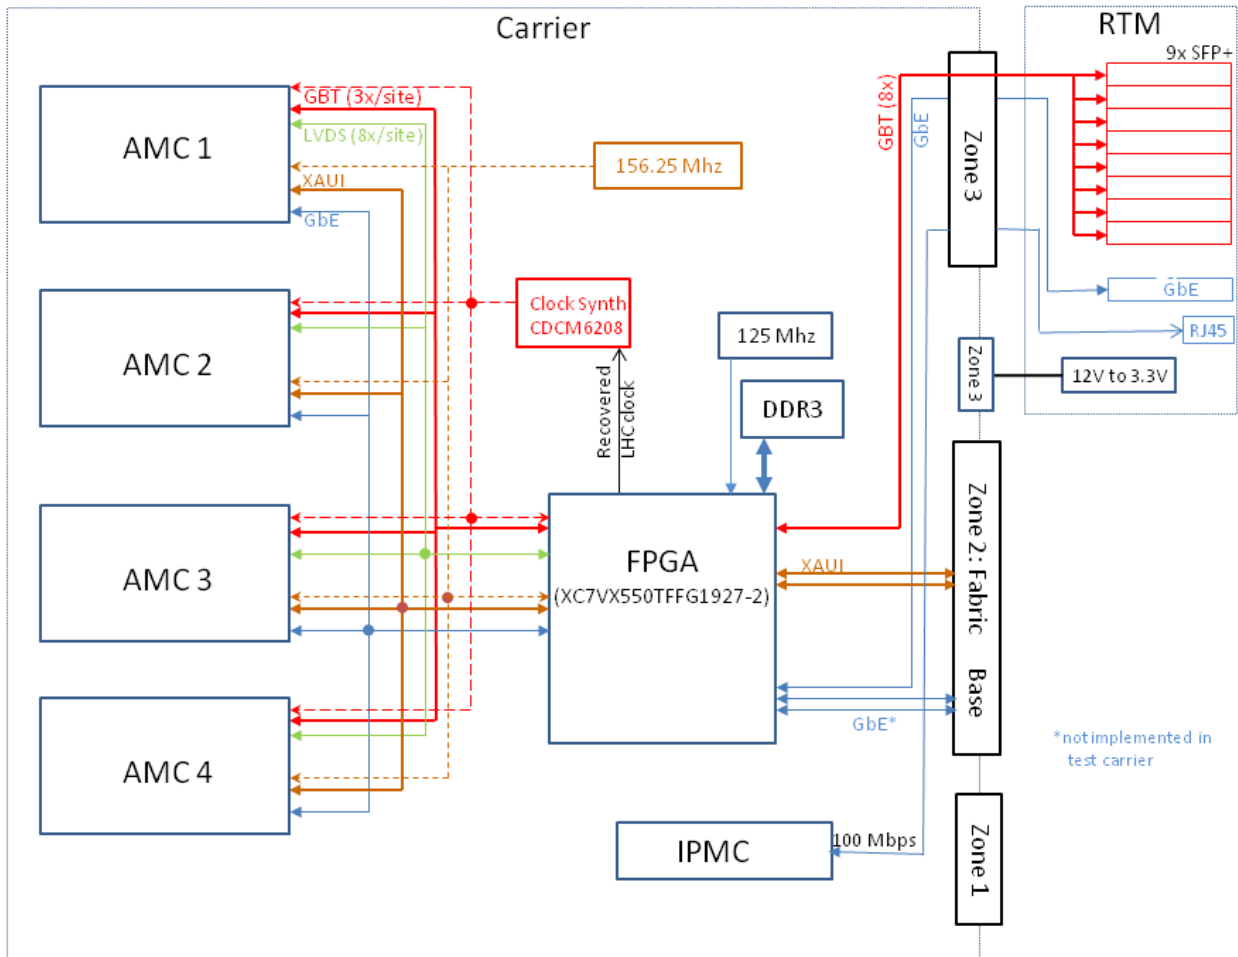 Carrier
RTM
9x SFP+
GBT (3x/site)
LVDS (8x/site)
AMC 1
XAUI
GbE
156.25 Mhz
GBT (8x)
GbE
Zone 3
AMC 2
Clock Synth
CDCM6208
125 Mhz
GbE
RJ45
Zone 3
12V to 3.3V
DDR3
Recovered
LHC clock
AMC 3
FPGA
(XC7VX550TFFG1927-2)
XAUI
Zone 2 : Fabric
Base
GbE*
*not implemented in
test carrier
AMC 4
IPMC
100 Mbps
Zone 1